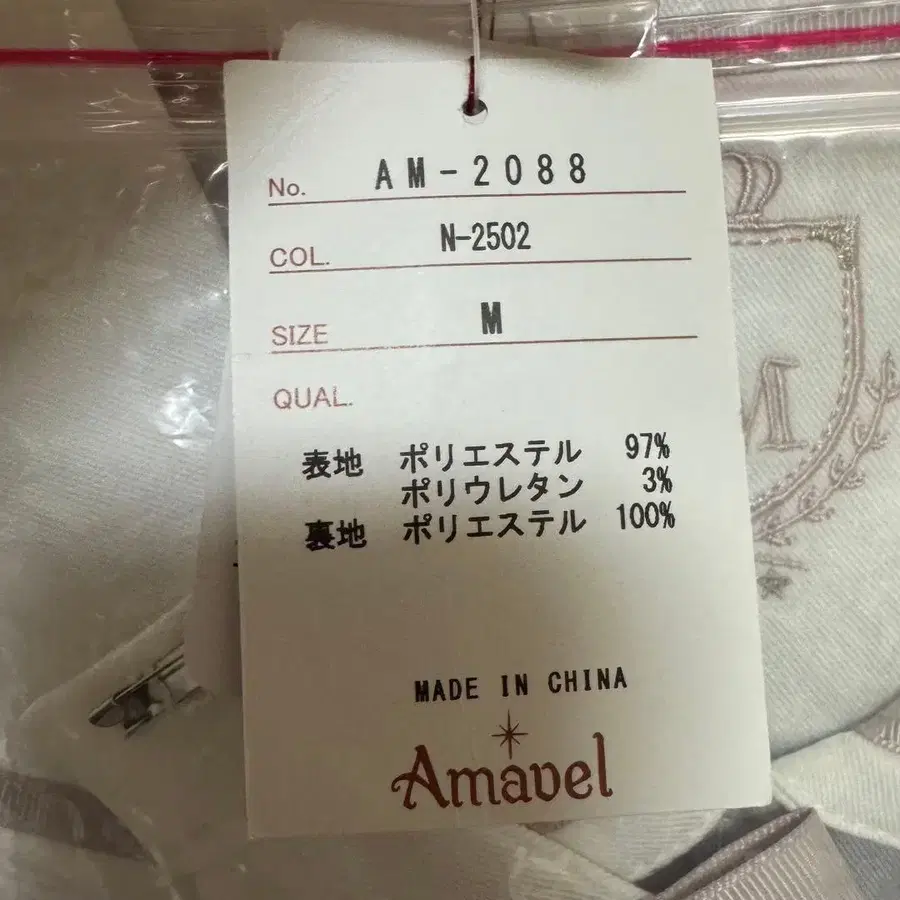 No. AM-2088
COL. N-2502
SIZE M
QUAL.
表地 ポリエステル 97%
ポリウレタン 3%
裏地 ポリエステル 100%
MADE IN CHINA
Amavel
M